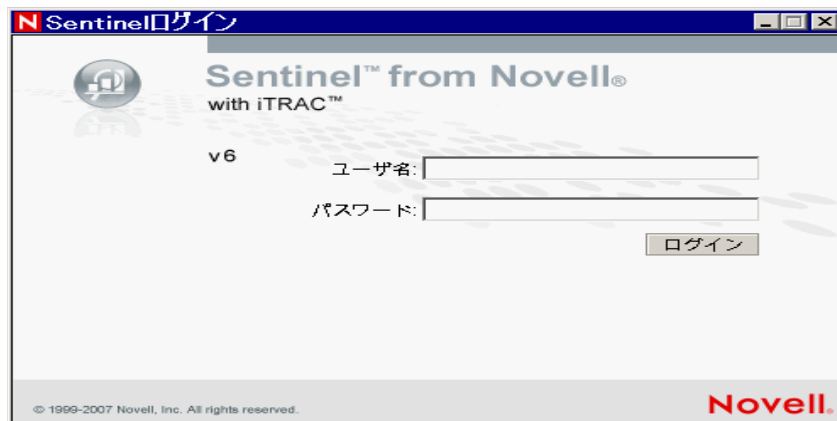 N Sentinelログイン
Sentinel™ from Novell®
with iTRAC™
v6
ユーザ名:
パスワード:
ログイン
© 1999-2007 Novell, Inc. All rights reserved.
Novell®